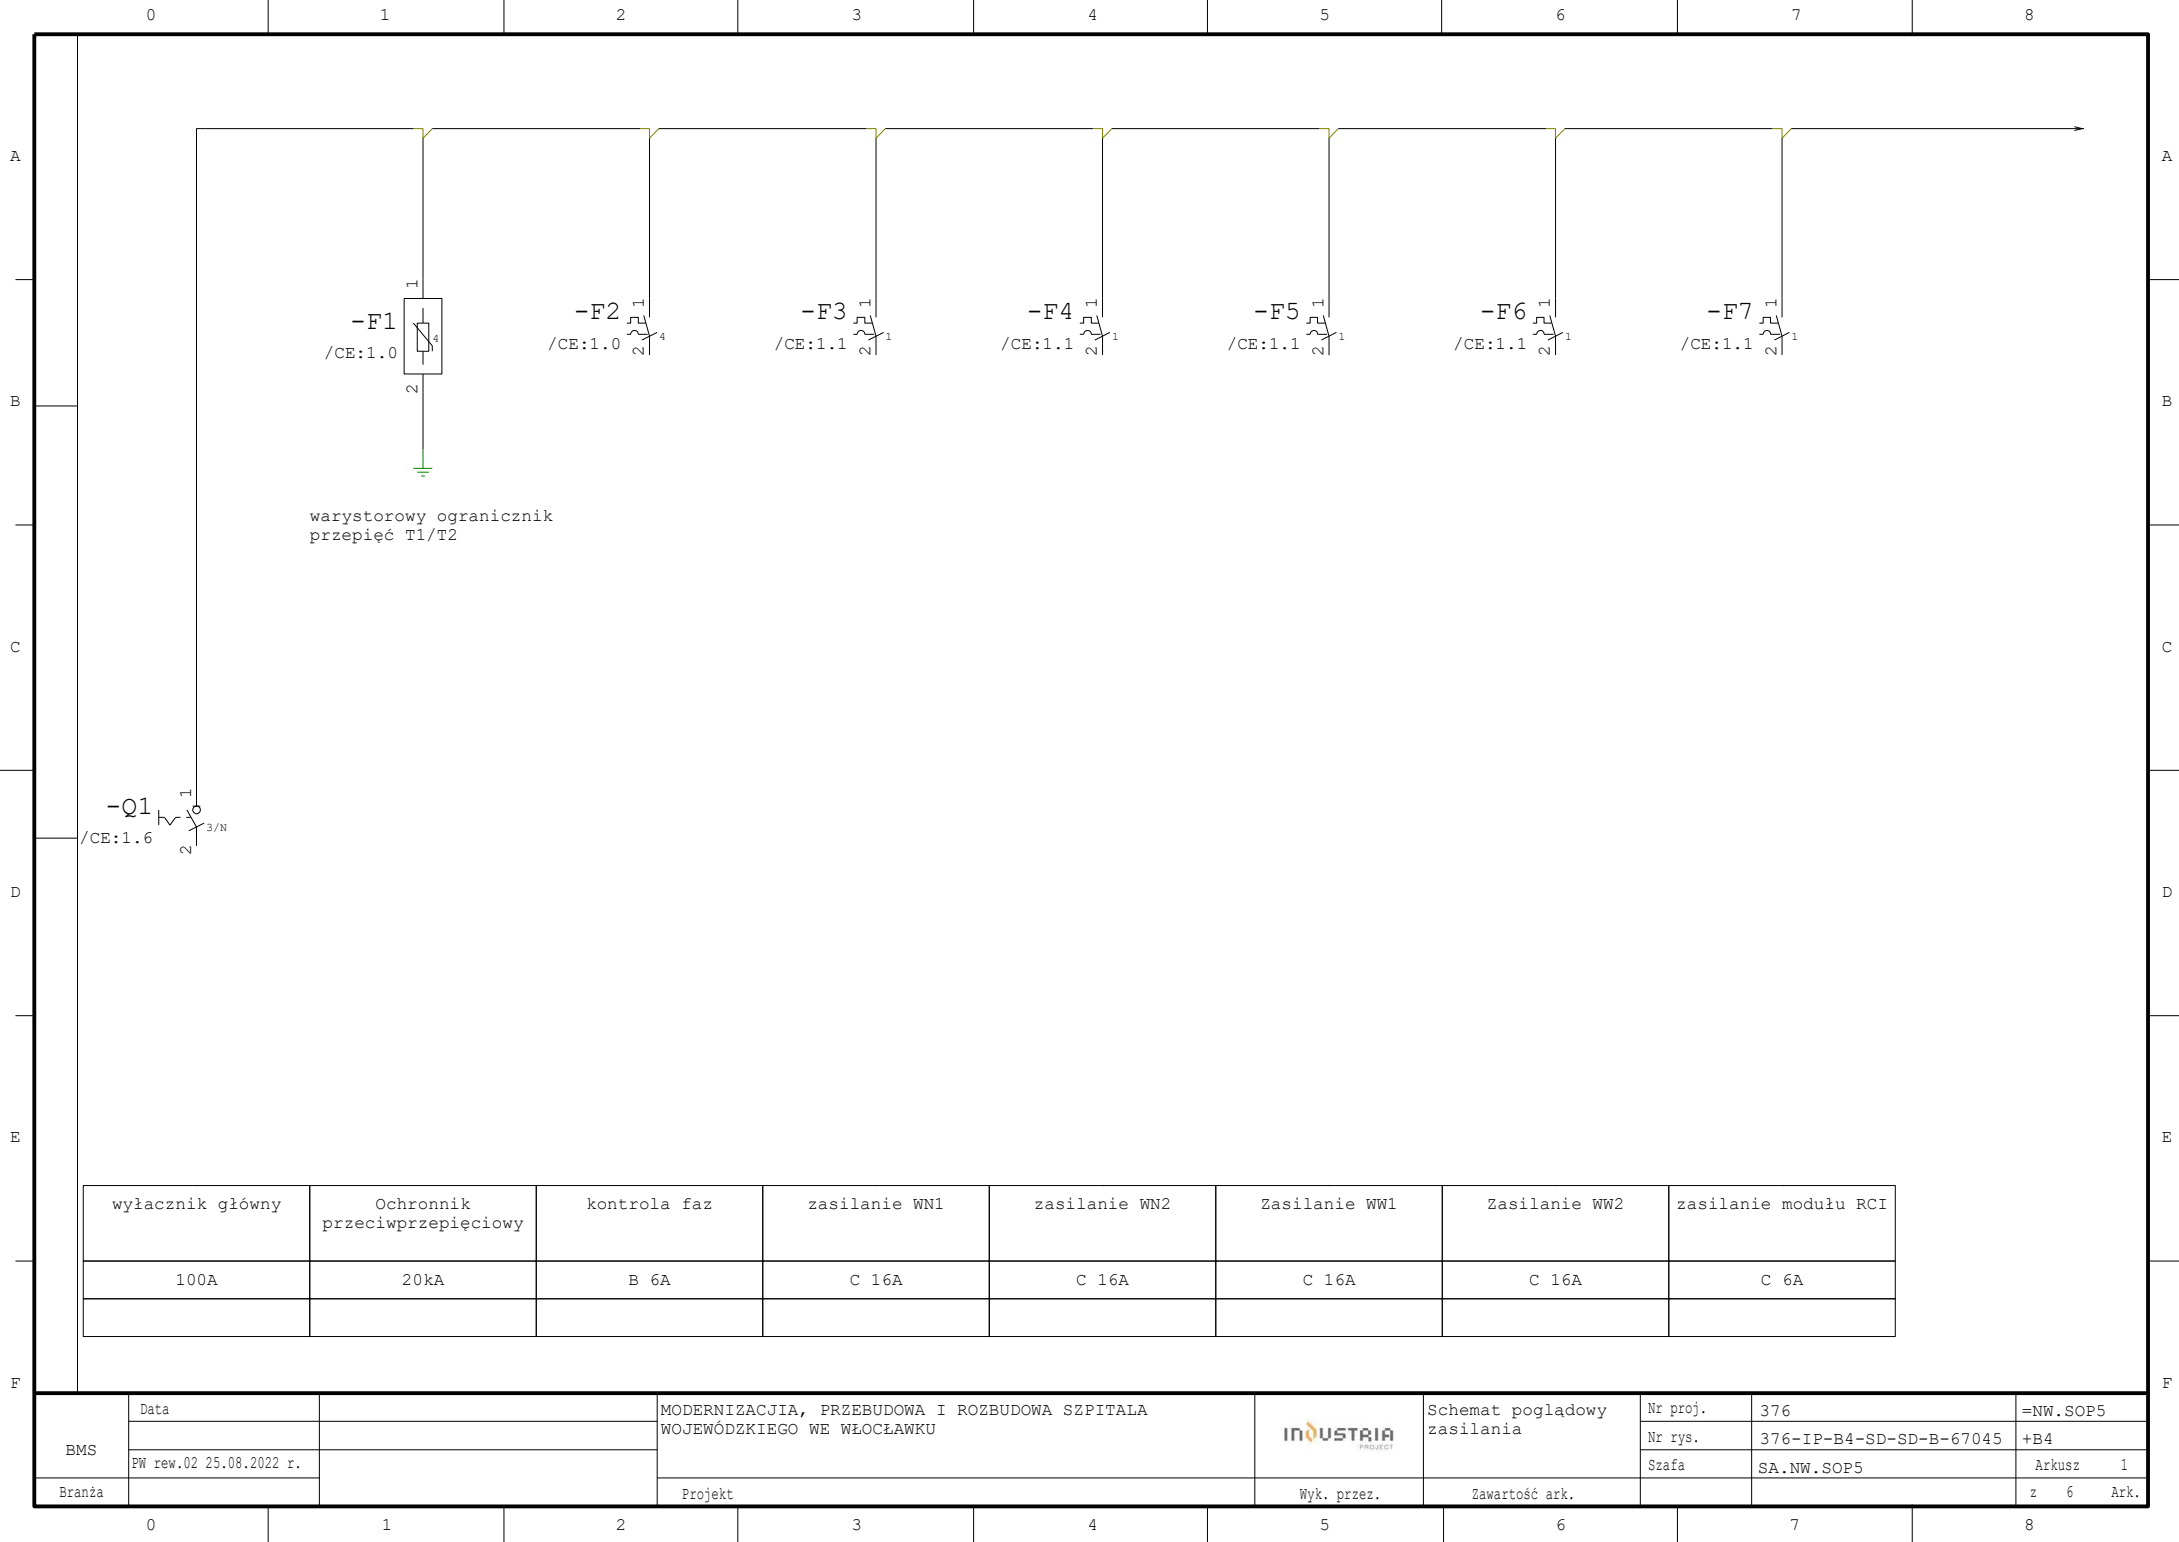 0 1 2 3 4 5 6 7 8
A A
1
-F1
4
/CE:1.0
2
-F2
1
4
/CE:1.0
2
-F3
1
1
/CE:1.1
2
-F4
1
1
/CE:1.1
2
-F5
1
1
/CE:1.1
2
-F6
1
1
/CE:1.1
2
-F7
1
1
/CE:1.1
2
B B
warystorowy ogranicznik
przepięć T1/T2
C C
1
-Q1
3/N
/CE:1.6
2
D D
E E
wyłacznik główny
Ochronnik
przeciwprzepięciowy
kontrola faz
zasilanie WN1
zasilanie WN2
Zasilanie WW1
Zasilanie WW2
zasilanie modułu RCI
100A 20kA B 6A C 16A C 16A C 16A C 16A C 6A
F F
BMS
Branża
Data
PW rew.02 25.08.2022 r.
MODERNIZACJIA, PRZEBUDOWA I ROZBUDOWA SZPITALA
WOJEWÓDZKIEGO WE WŁOCŁAWKU
Projekt
INDUSTRIA
PROJECT
Wyk. przez.
Schemat poglądowy
zasilania
Zawartość ark.
Nr proj. 376 =NW.SOP5
Nr rys. 376-IP-B4-SD-SD-B-67045 +B4
Szafa SA.NW.SOP5 Arkusz 1
z 6 Ark.
0 1 2 3 4 5 6 7 8